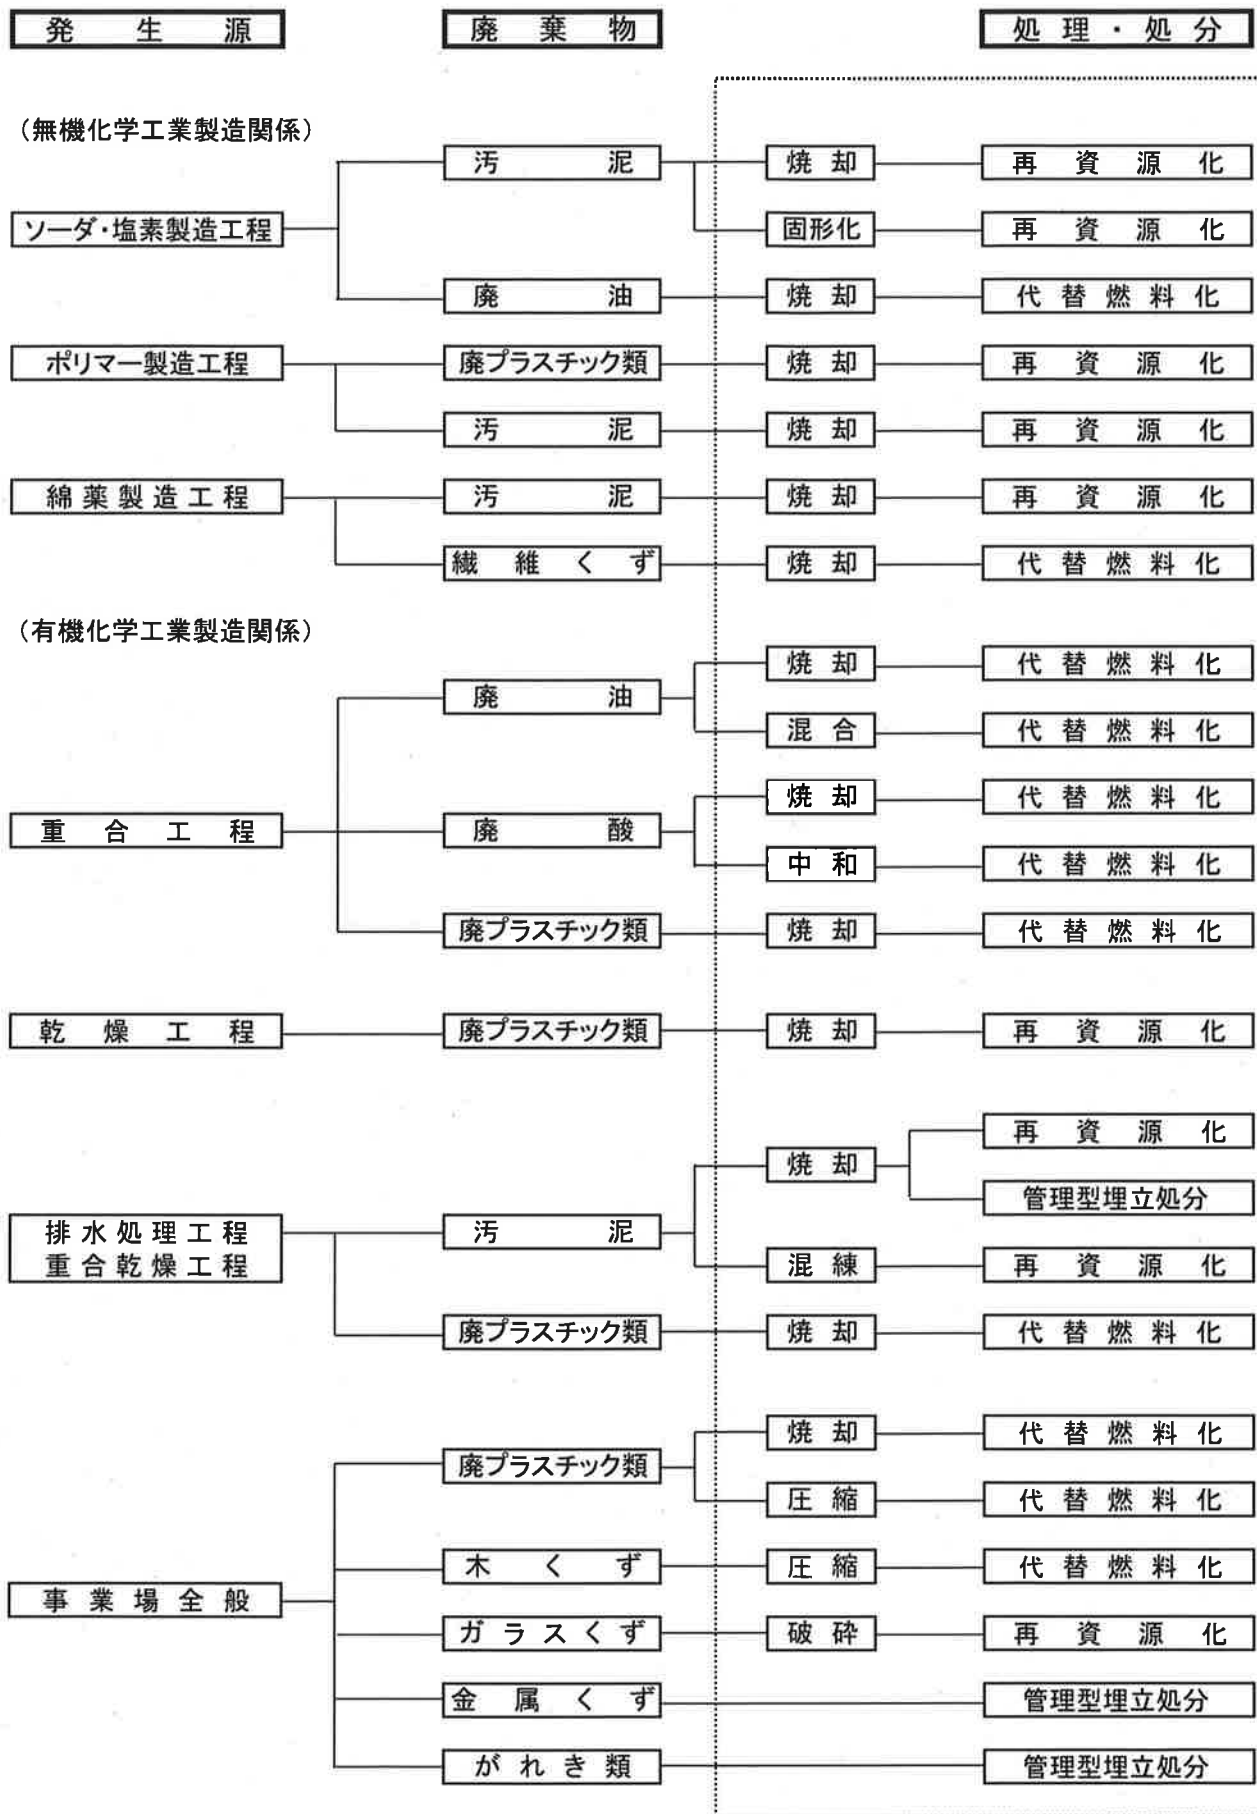 発生源 廃棄物 処理・処分
(無機化学工業製造関係)
汚泥 焼却 再資源化
ソーダ・塩素製造工程 固形化 再資源化
廃油 焼却 代替燃料化
ポリマー製造工程 廃プラスチック類 焼却 再資源化
汚泥 焼却 再資源化
綿薬製造工程 汚泥 焼却 再資源化
繊維くず 焼却 代替燃料化
(有機化学工業製造関係)
焼却 代替燃料化
廃油
混合 代替燃料化
焼却 代替燃料化
重合工程 廃酸
中和 代替燃料化
廃プラスチック類 焼却 代替燃料化
乾燥工程 廃プラスチック類 焼却 再資源化
再資源化
焼却
管理型埋立処分
排水処理工程 汚泥
重合乾燥工程 混練 再資源化
廃プラスチック類 焼却 代替燃料化
焼却 代替燃料化
廃プラスチック類
圧縮 代替燃料化
木くず 圧縮 代替燃料化
事業場全般
ガラスくず 破砕 再資源化
金属くず 管理型埋立処分
がれき類 管理型埋立処分